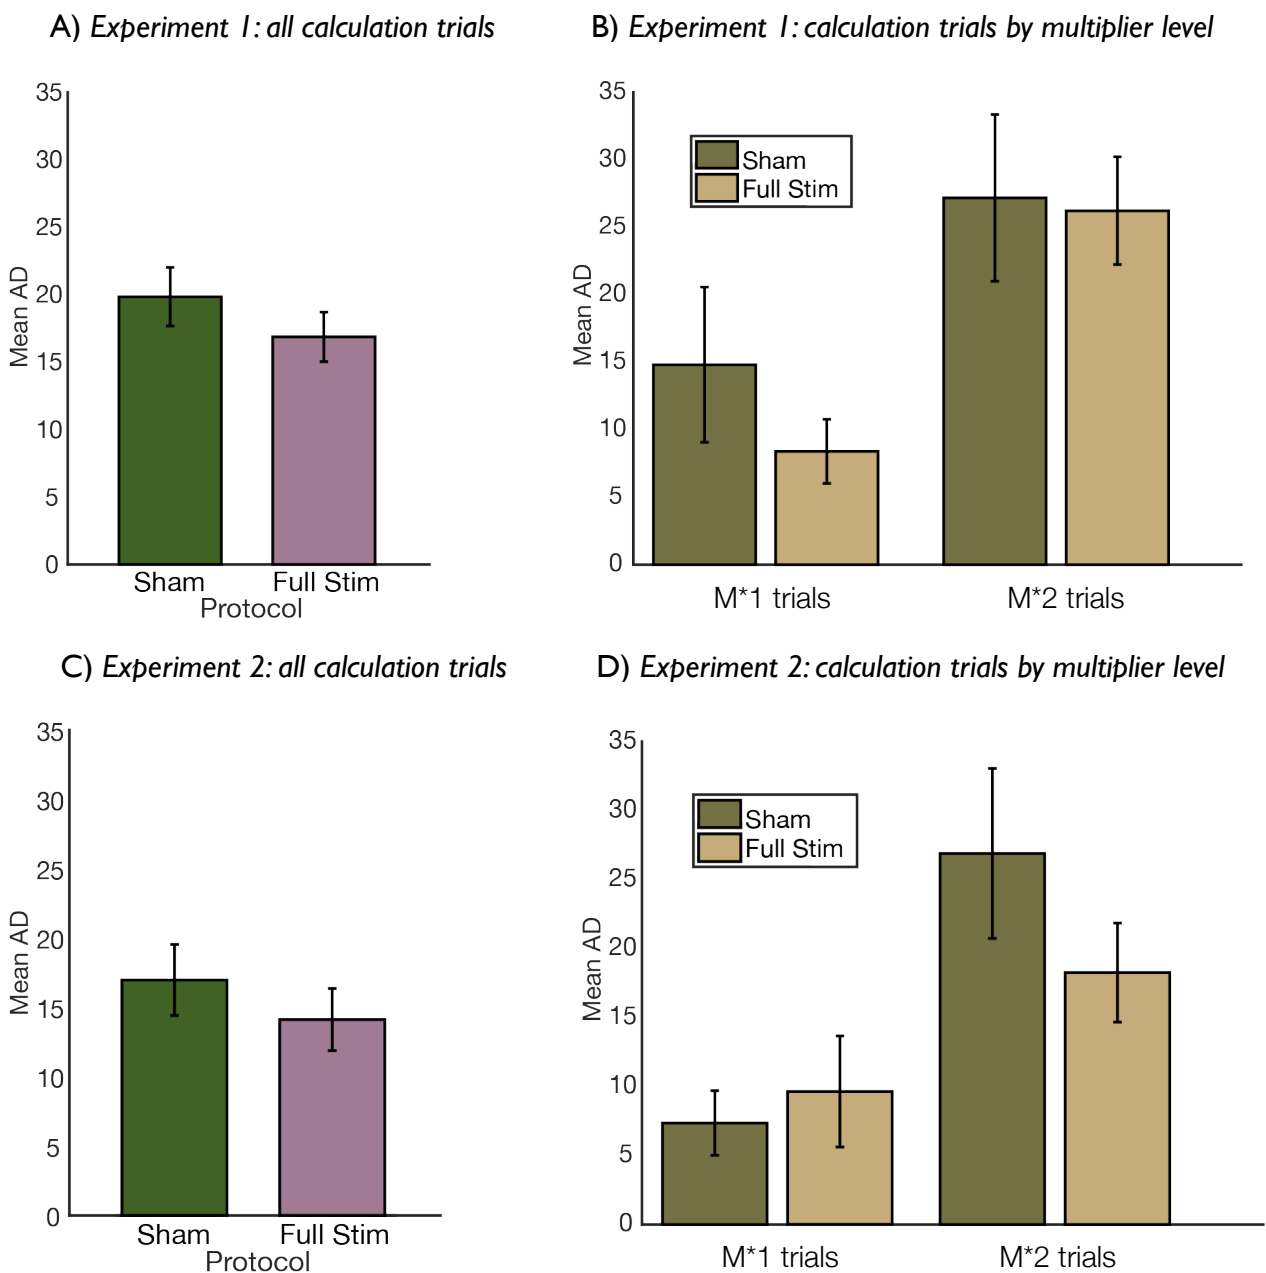 A) Experiment 1: all calculation trials
35
30
25
20
15
10
5
0
Mean AD
Sham
Full Stim
Protocol
B) Experiment 1: calculation trials by multiplier level
35
30
25
20
15
10
5
0
Mean AD
Sham
Full Stim
M*1 trials
M*2 trials
C) Experiment 2: all calculation trials
35
30
25
20
15
10
5
0
Mean AD
Sham
Full Stim
Protocol
D) Experiment 2: calculation trials by multiplier level
35
30
25
20
15
10
5
0
Mean AD
Sham
Full Stim
M*1 trials
M*2 trials